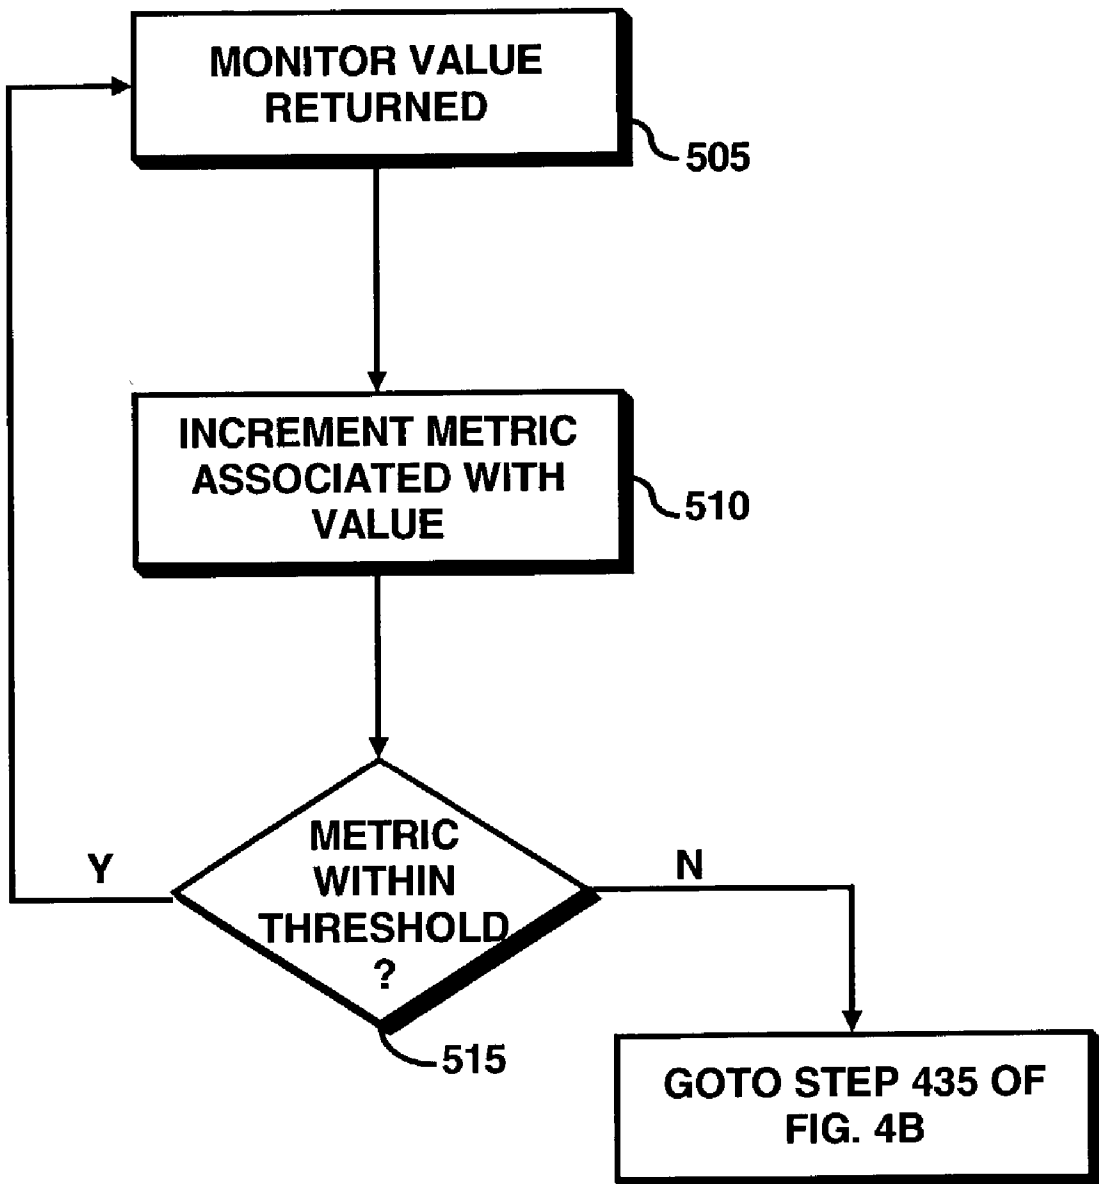 MONITOR VALUE
RETURNED
505
INCREMENT METRIC
ASSOCIATED WITH
VALUE
510
METRIC
WITHIN
THRESHOLD
?
Y
N
515
GOTO STEP 435 OF
FIG. 4B